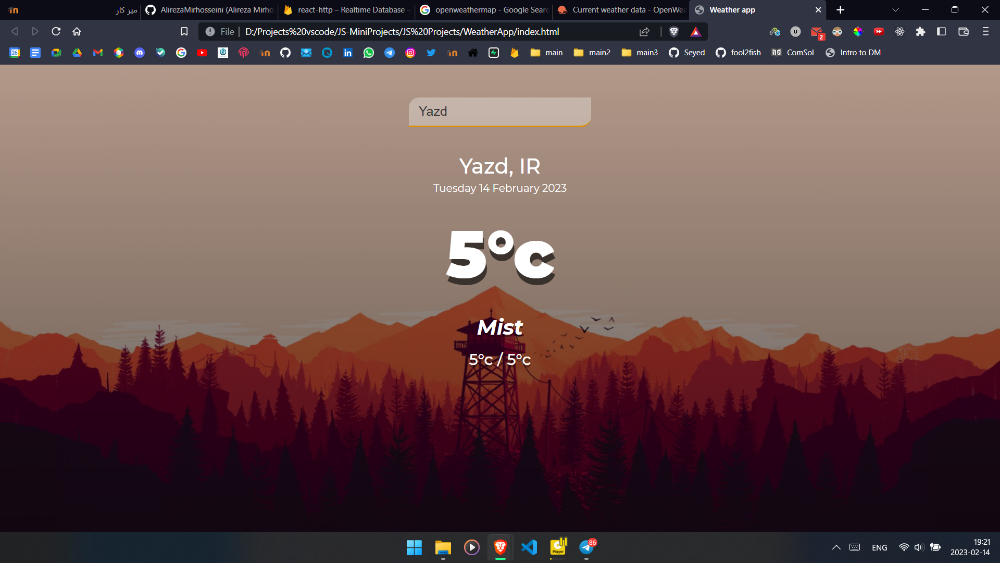 میز کار
AlirezaMirhosseini (Alireza Mirho
react-http – Realtime Database –
openweathermap - Google Sear
Current weather data - OpenWea
Weather app
File | D:/Projects%20vscode/JS-MiniProjects/JS%20Projects/WeatherApp/index.html
main
main2
main3
Seyed
fool2fish
ComSol
Intro to DM
Yazd
Yazd, IR
Tuesday 14 February 2023
5°c
Mist
5°c / 5°c
ENG
19:21
2023-02-14